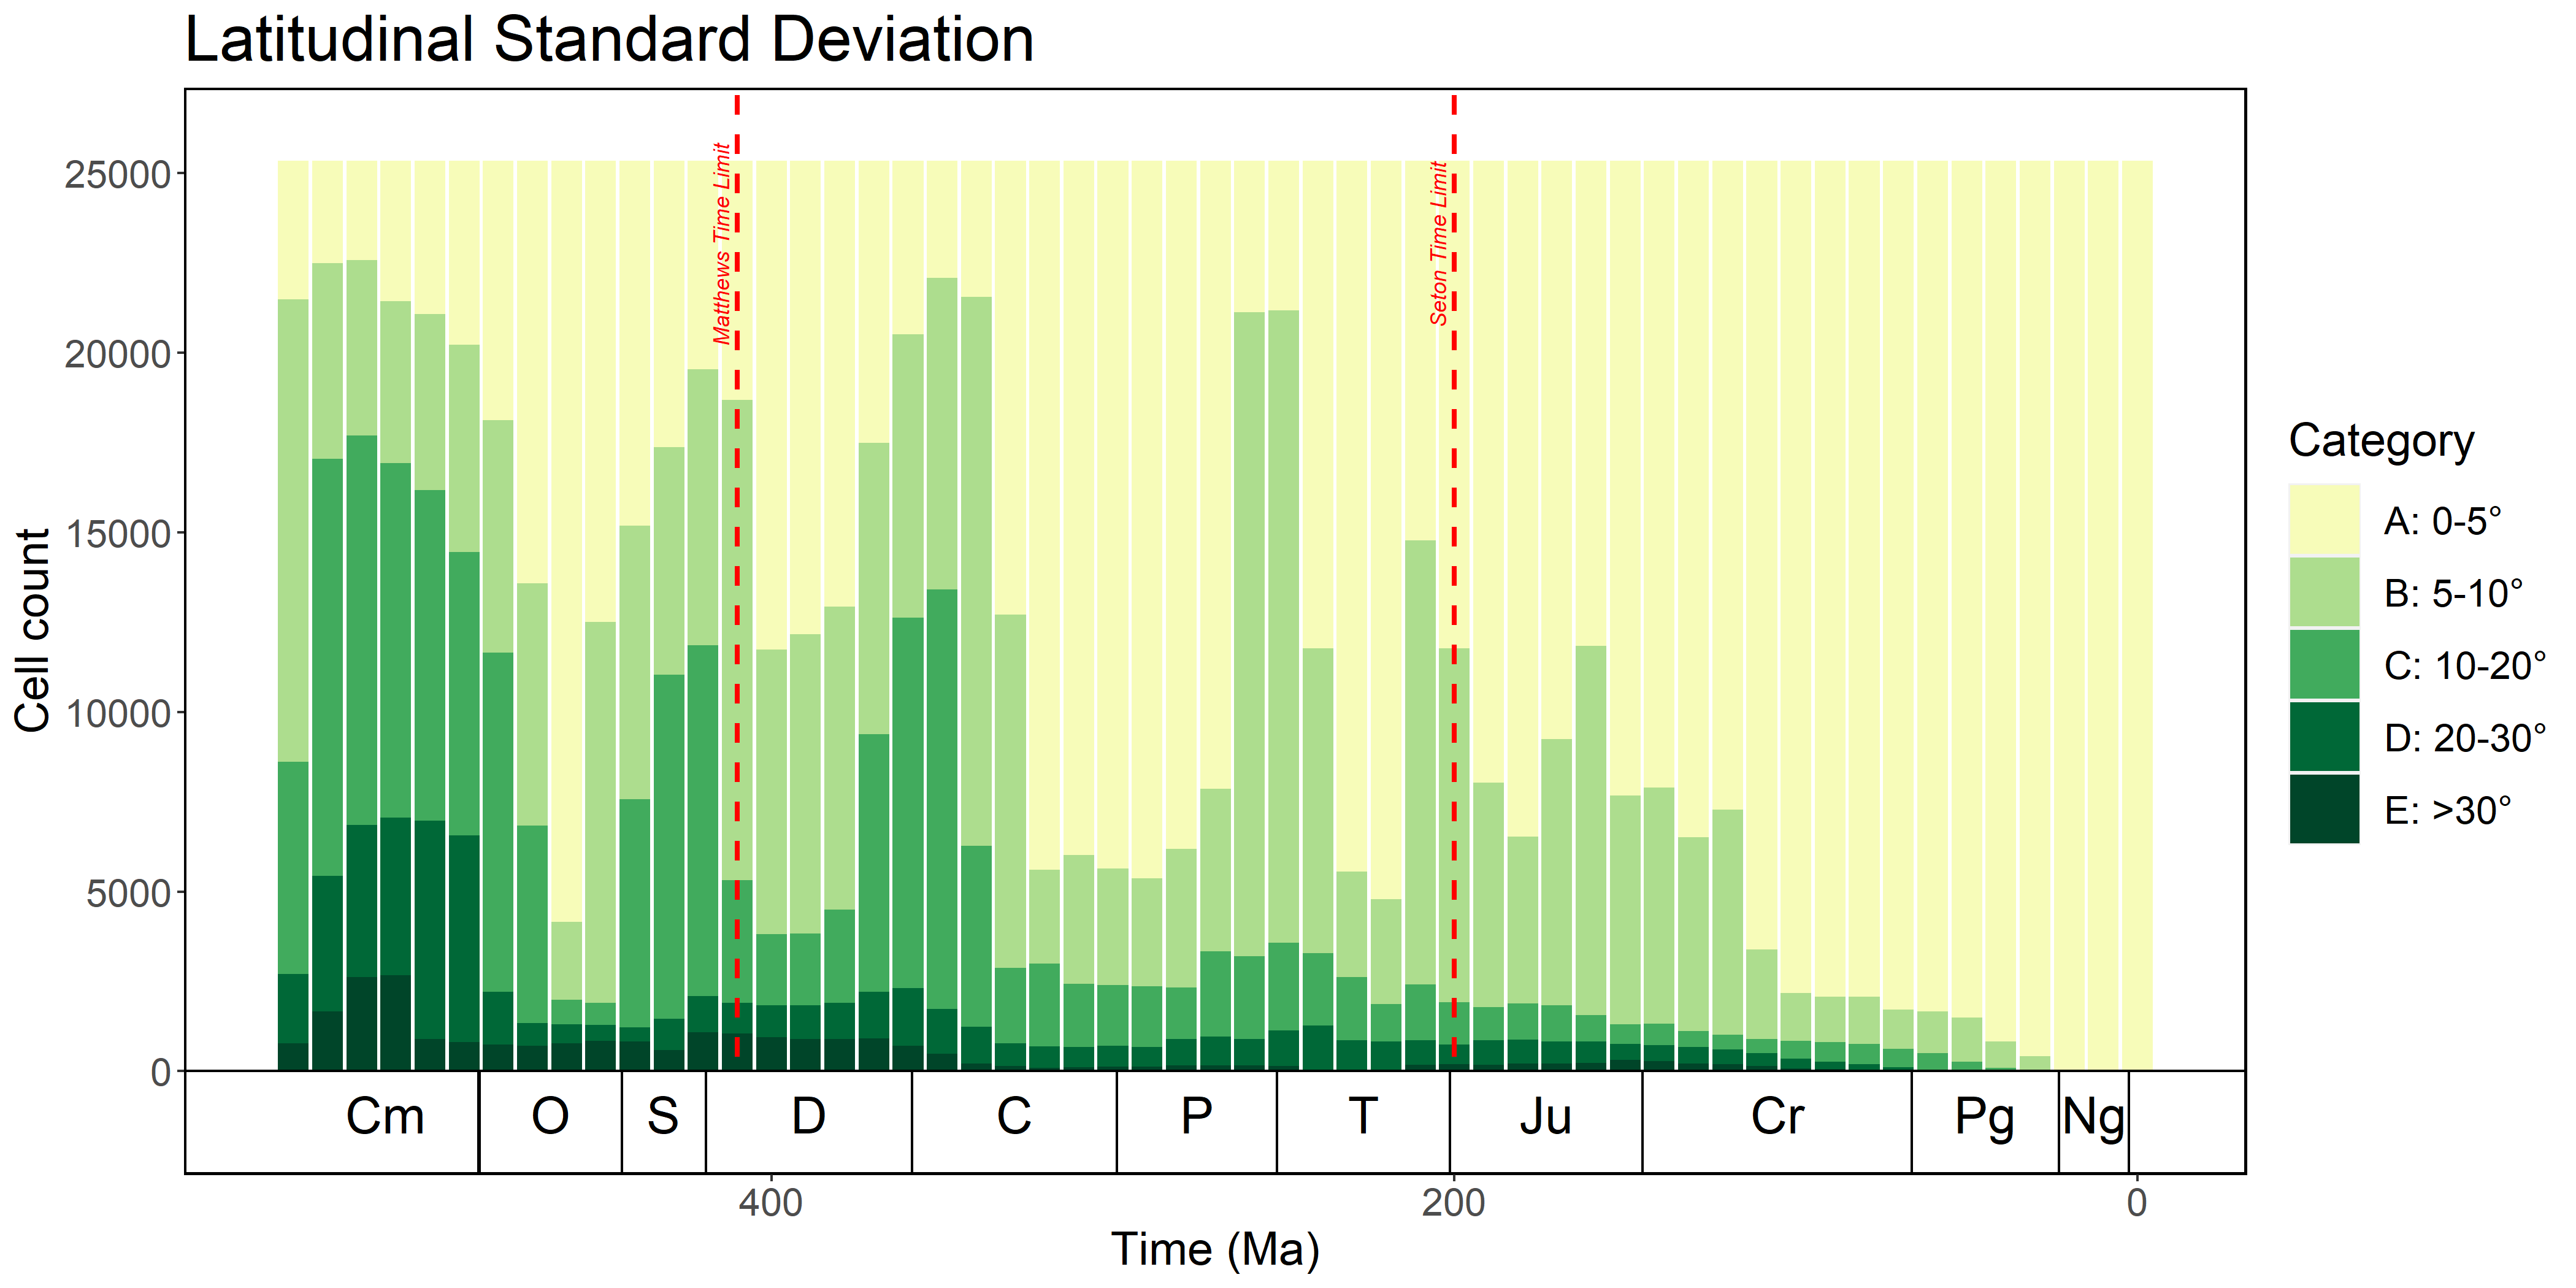 Latitudinal Standard Deviation
25000
20000
15000
10000
5000
0
Cell count
Matthews Time Limit
Seton Time Limit
Cm O S D C P T Ju Cr Pg Ng
400 200 0
Time (Ma)
Category
A: 0-5°
B: 5-10°
C: 10-20°
D: 20-30°
E: >30°